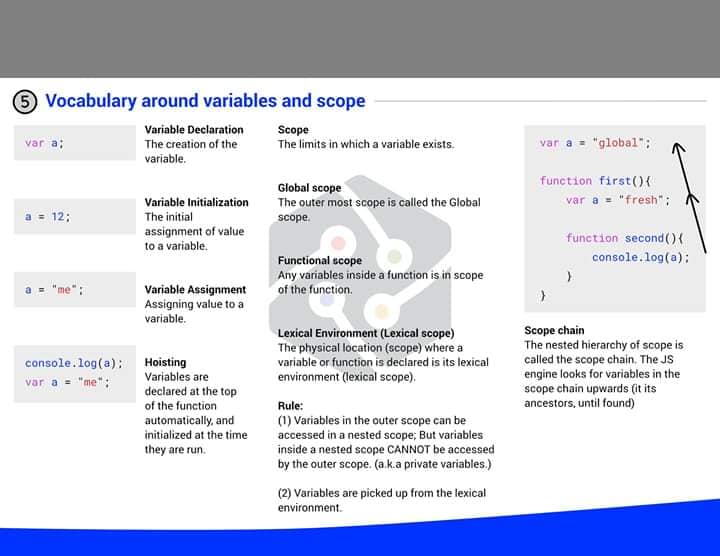 5 Vocabulary around variables and scope
var a;
Variable Declaration
The creation of the
variable.
a = 12;
Variable Initialization
The initial
assignment of value
to a variable.
a = "me";
Variable Assignment
Assigning value to a
variable.
console.log(a);
var a = "me";
Hoisting
Variables are
declared at the top
of the function
automatically, and
initialized at the time
they are run.
Scope
The limits in which a variable exists.
Global scope
The outer most scope is called the Global
scope.
Functional scope
Any variables inside a function is in scope
of the function.
Lexical Environment (Lexical scope)
The physical location (scope) where a
variable or function is declared is its lexical
environment (lexical scope).
Rule:
(1) Variables in the outer scope can be
accessed in a nested scope; But variables
inside a nested scope CANNOT be accessed
by the outer scope. (a.k.a private variables.)
(2) Variables are picked up from the lexical
environment.
var a = "global";
function first(){
var a = "fresh";
function second(){
console.log(a);
}
}
Scope chain
The nested hierarchy of scope is
called the scope chain. The JS
engine looks for variables in the
scope chain upwards (it its
ancestors, until found)